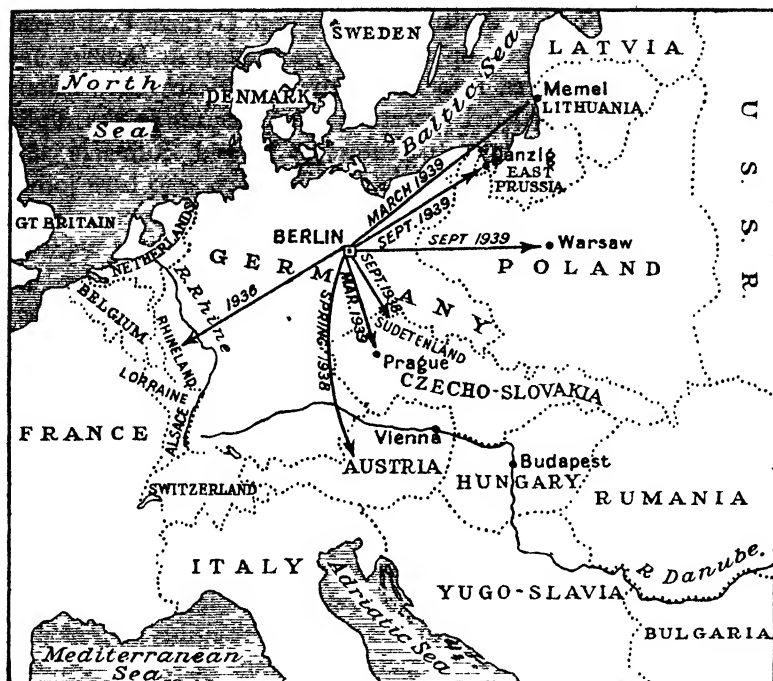 SWEDEN
LATVIA
North
Sea
DENMARK
Baltic Sea
Memel
LITHUANIA
U. S. S. R.
Danzig
EAST
PRUSSIA
MARCH 1939
SEPT. 1939
GT BRITAIN
NETHERLANDS
BERLIN
SEPT 1939
Warsaw
GERMANY
POLAND
R. Rhine
1936
BELGIUM
RHINELAND
SPRING. 1938
MAR. 1939
SEPT 1938
SUDETENLAND
Prague
CZECHO-SLOVAKIA
LORRAINE
ALSACE
FRANCE
Vienna
AUSTRIA
Budapest
HUNGARY
RUMANIA
SWITZERLAND
ITALY
Adriatic Sea
YUGO-SLAVIA
R Danube.
BULGARIA
Mediterranean
Sea